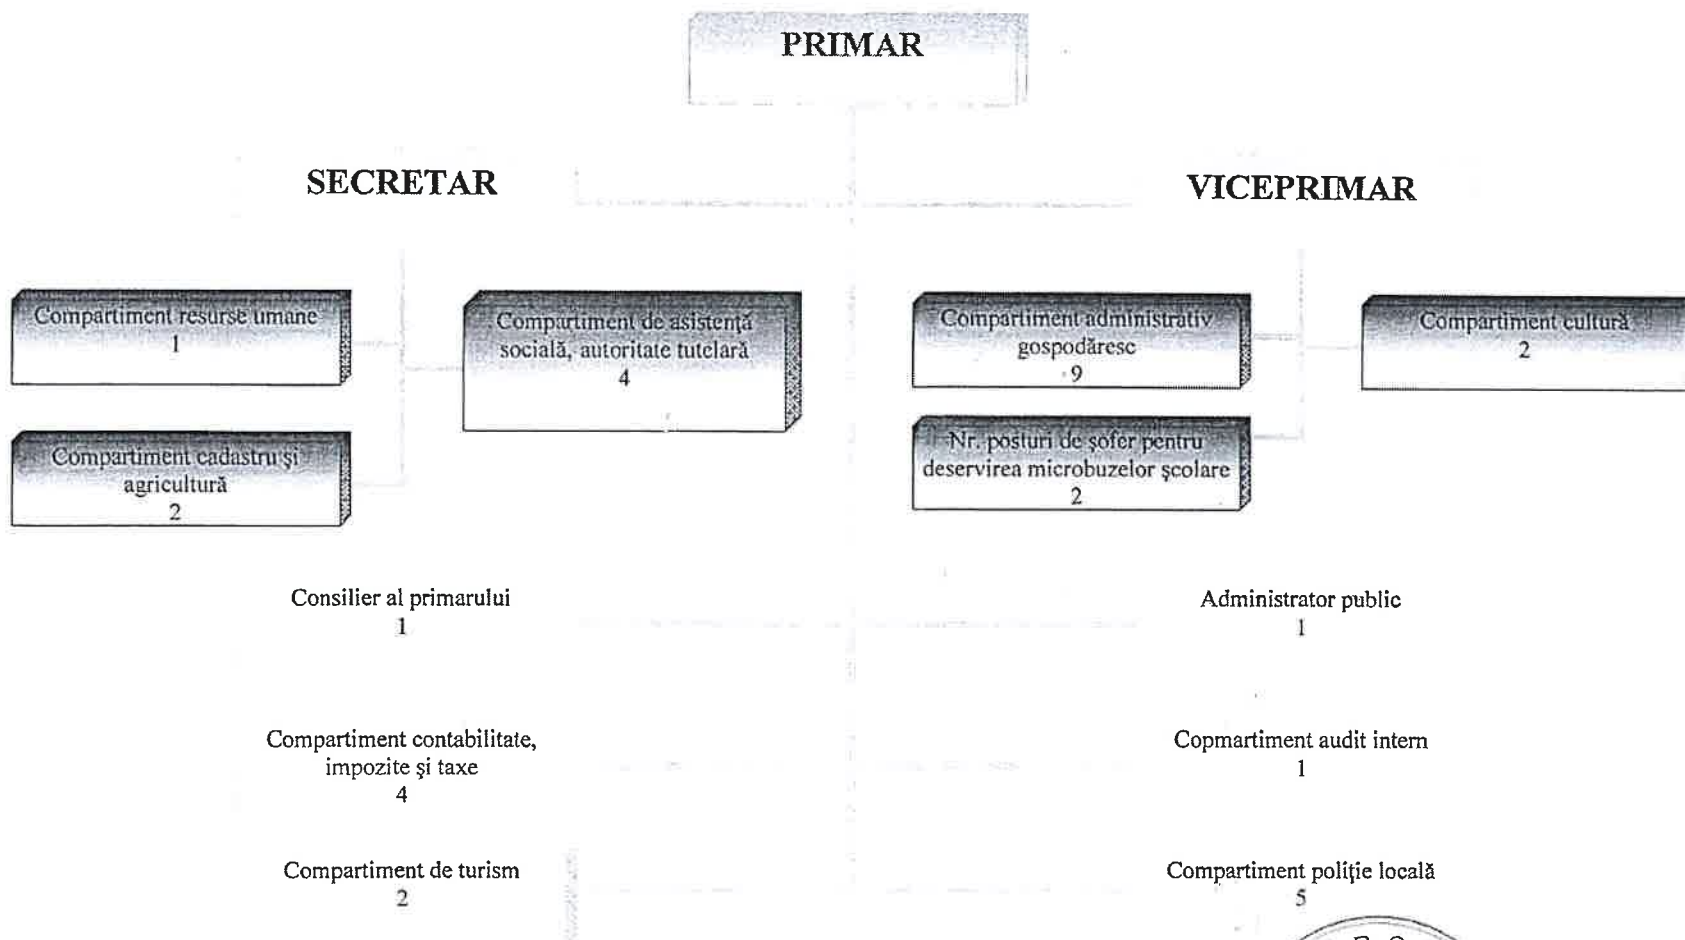 PRIMAR
SECRETAR
VICEPRIMAR
Compartiment resurse umane
1
Compartiment de asistenţă
socială, autoritate tutelară
4
Compartiment administrativ
gospodăresc
9
Compartiment cultură
2
Compartiment cadastru şi
agricultură
2
Nr. posturi de şofer pentru
deservirea microbuzelor şcolare
2
Consilier al primarului
1
Administrator public
1
Compartiment contabilitate,
impozite şi taxe
4
Copmartiment audit intern
1
Compartiment de turism
2
Compartiment poliţie locală
5